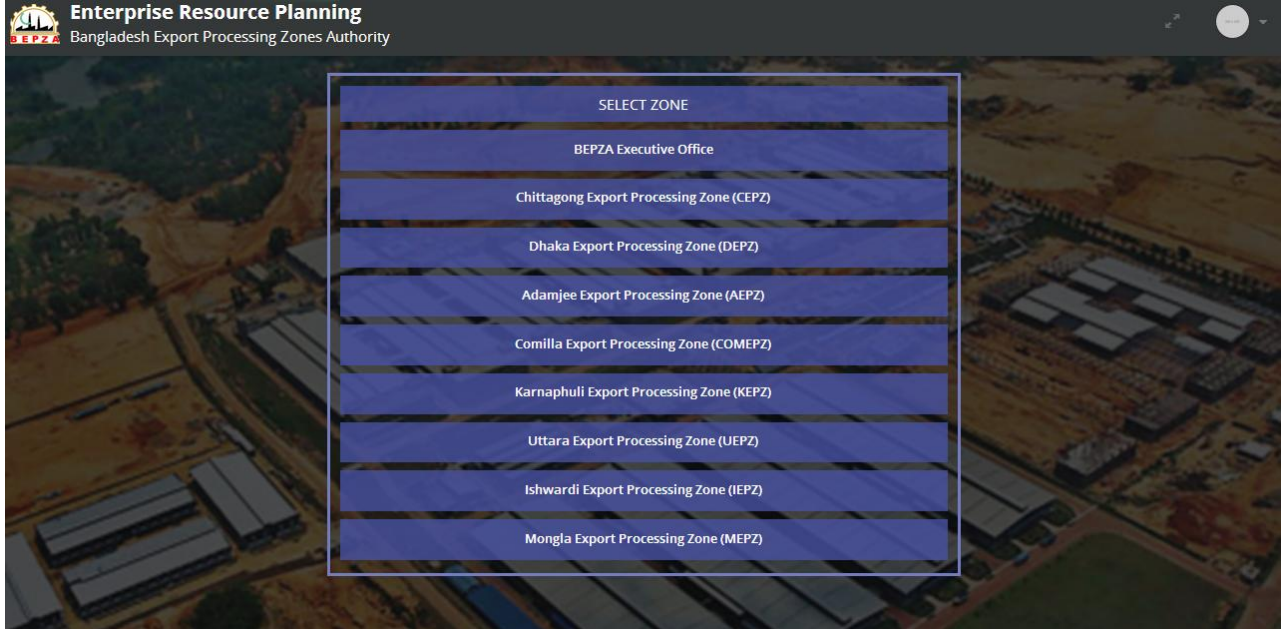 Enterprise Resource Planning
BEPZA
Bangladesh Export Processing Zones Authority
SELECT ZONE
BEPZA Executive Office
Chittagong Export Processing Zone (CEPZ)
Dhaka Export Processing Zone (DEPZ)
Adamjee Export Processing Zone (AEPZ)
Comilla Export Processing Zone (COMEPZ)
Karnaphuli Export Processing Zone (KEPZ)
Uttara Export Processing Zone (UEPZ)
Ishwardi Export Processing Zone (IEPZ)
Mongla Export Processing Zone (MEPZ)